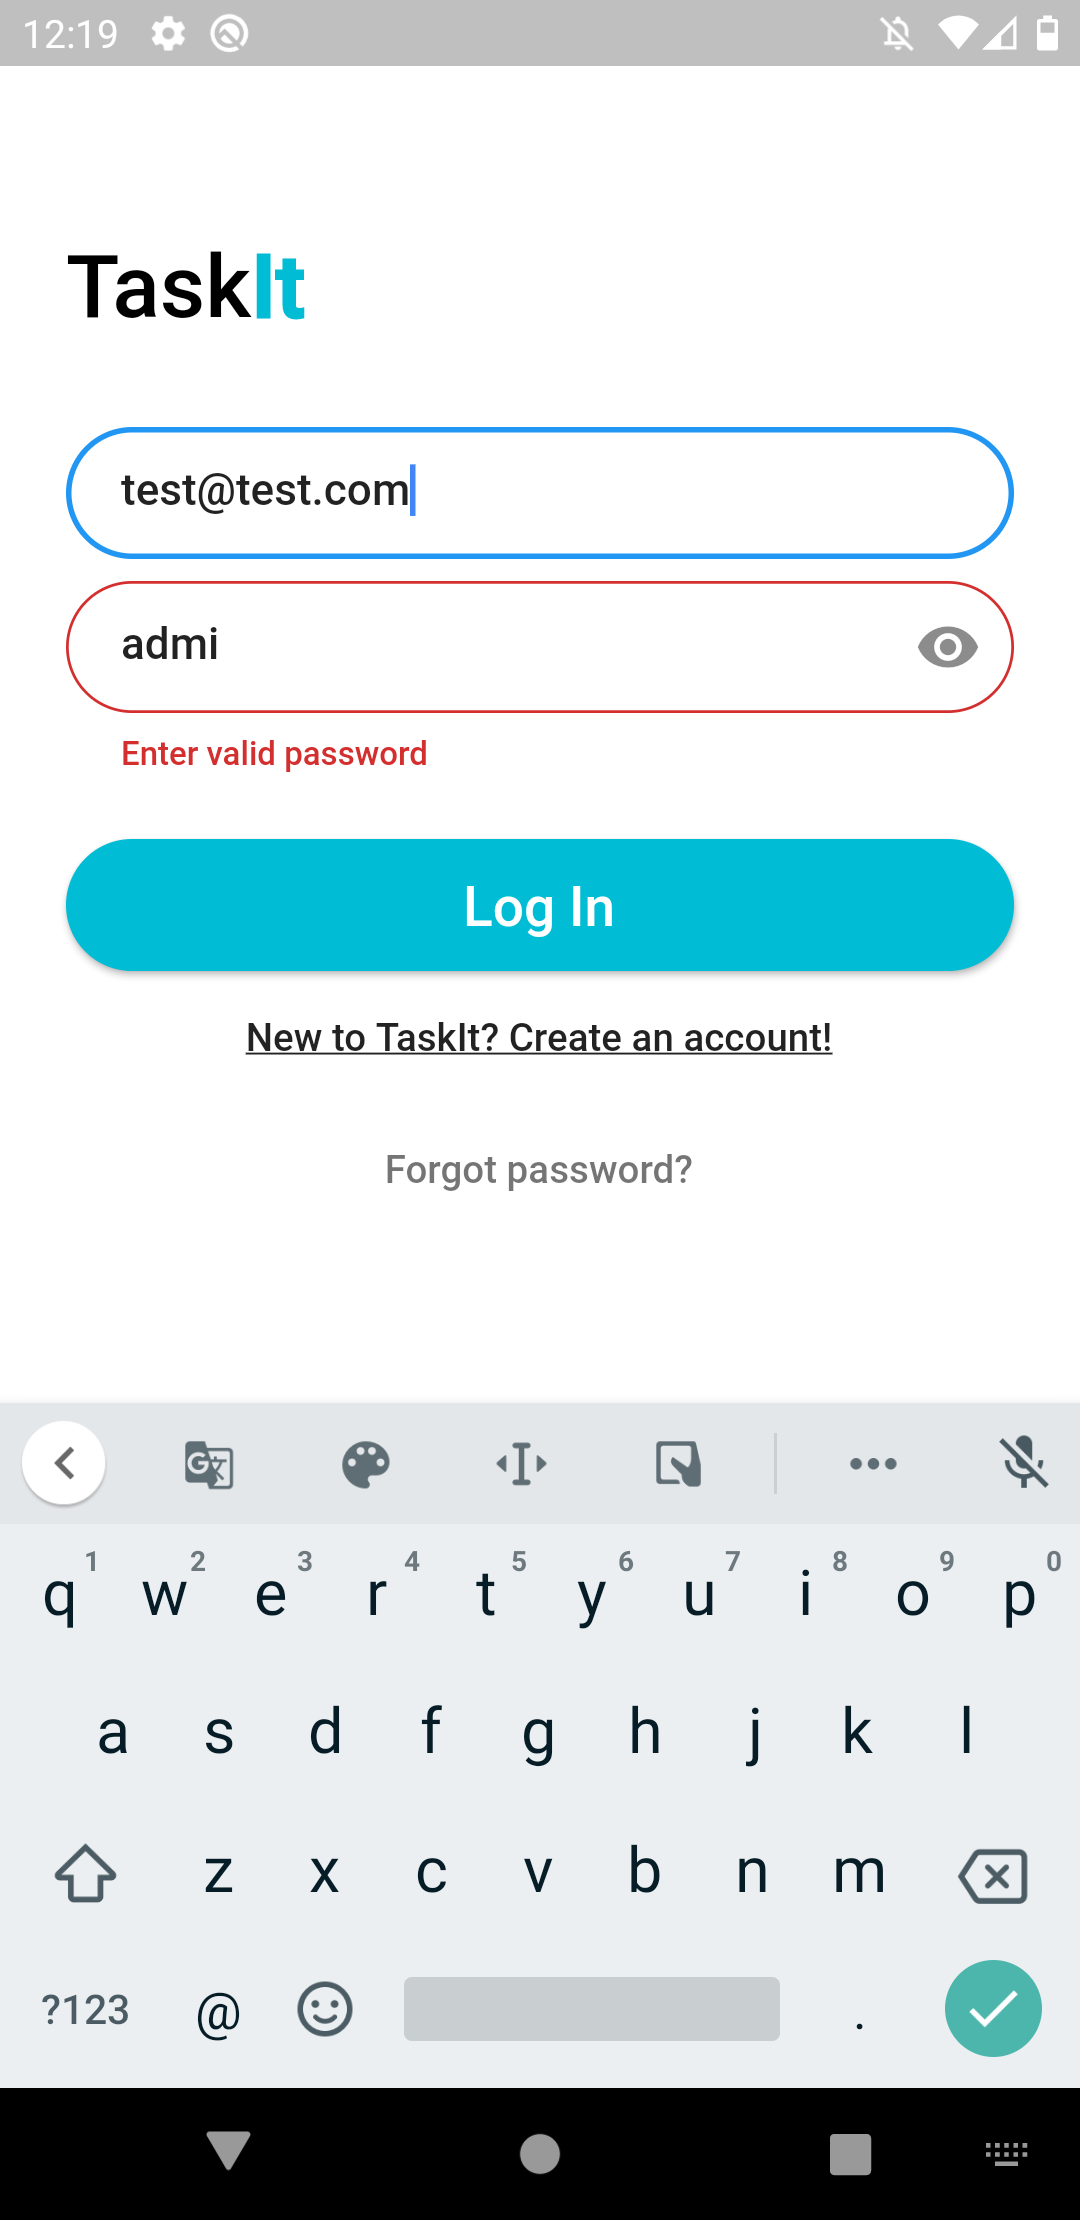 12:19
TaskIt
test@test.com
admi
Enter valid password
Log In
New to TaskIt? Create an account!
Forgot password?
1 2 3 4 5 6 7 8 9 0
q w e r t y u i o p
a s d f g h j k l
z x c v b n m
?123 @ .